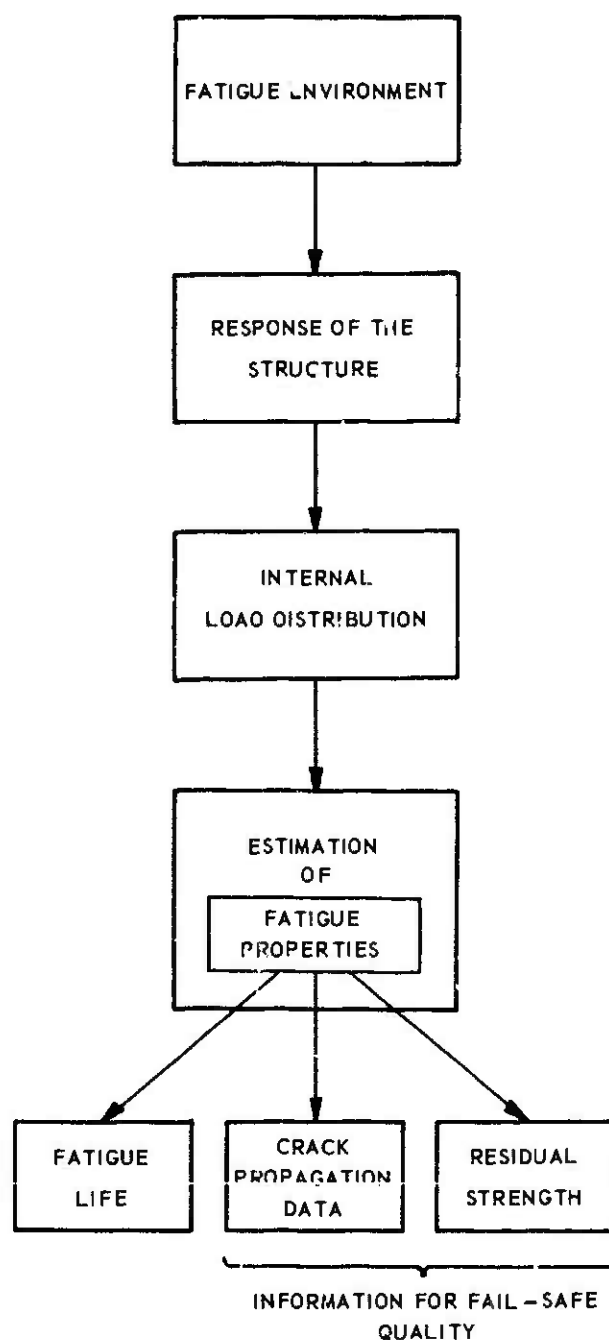 FATIGUE ENVIRONMENT
RESPONSE OF THE
STRUCTURE
INTERNAL
LOAD DISTRIBUTION
ESTIMATION
OF
FATIGUE
PROPERTIES
FATIGUE
LIFE
CRACK
PROPAGATION
DATA
RESIDUAL
STRENGTH
INFORMATION FOR FAIL – SAFE
QUALITY